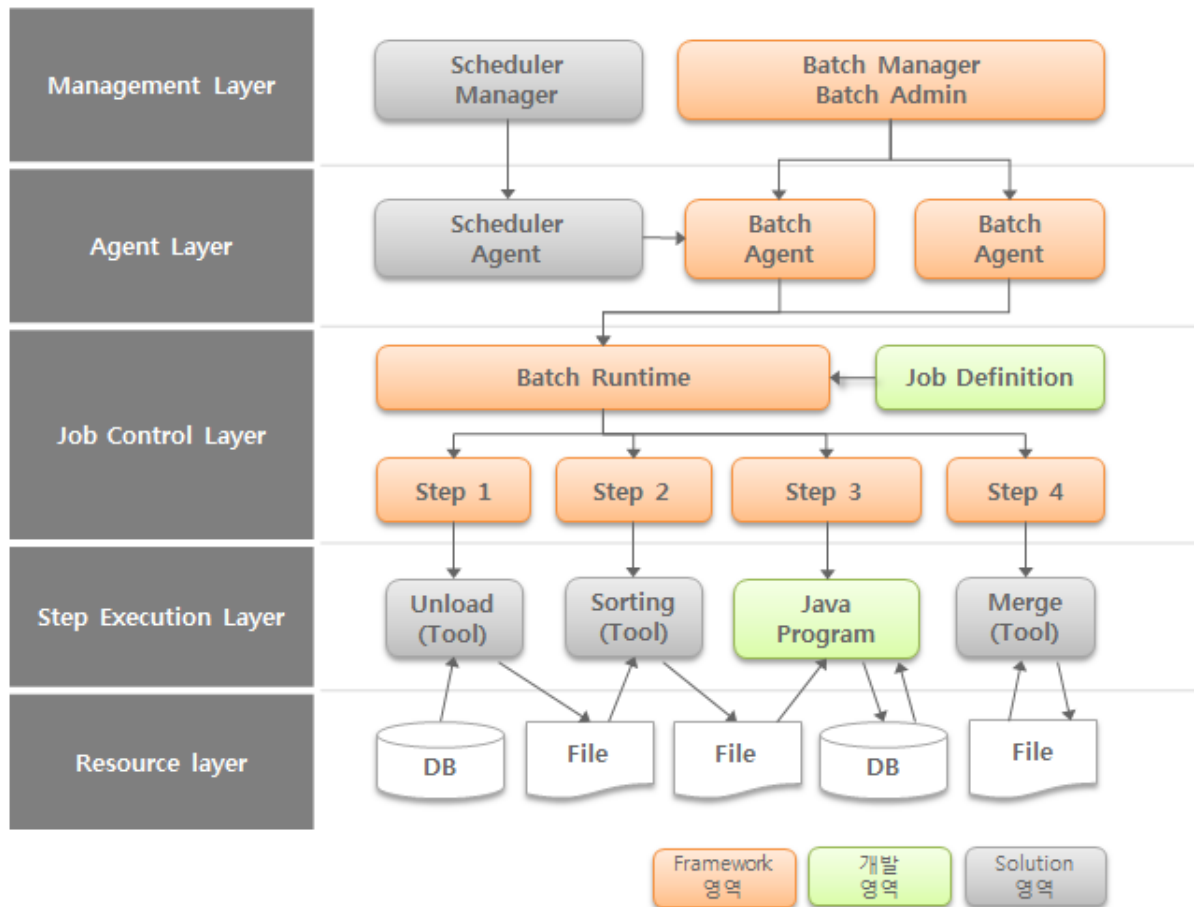 Management Layer
Scheduler
Manager
Batch Manager
Batch Admin
Agent Layer
Scheduler
Agent
Batch
Agent
Batch
Agent
Job Control Layer
Batch Runtime
Job Definition
Step 1
Step 2
Step 3
Step 4
Step Execution Layer
Unload
(Tool)
Sorting
(Tool)
Java
Program
Merge
(Tool)
Resource layer
DB
File
File
DB
File
Framework
영역
개발
영역
Solution
영역